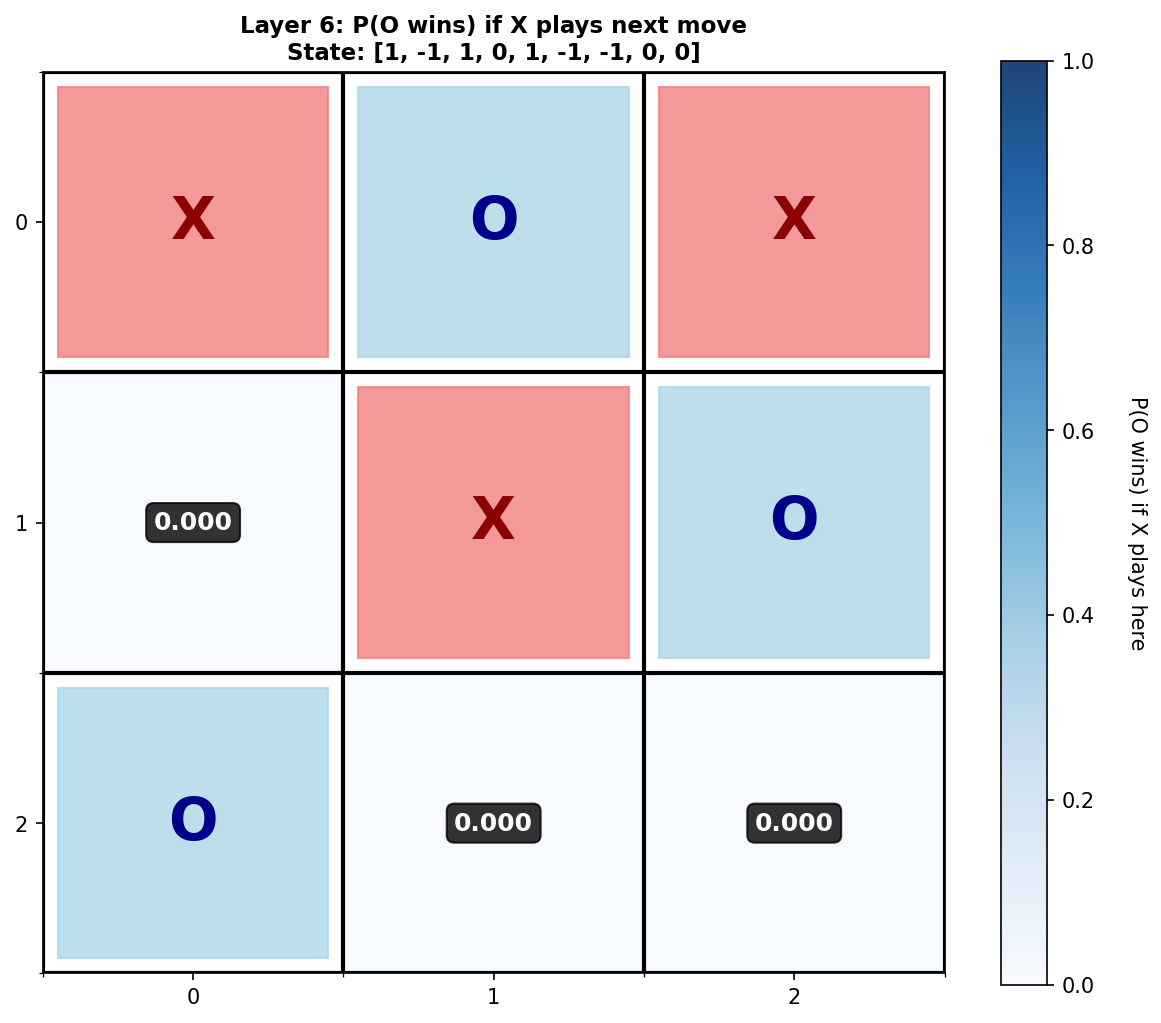 Layer 6: P(O wins) if X plays next move
State: [1, -1, 1, 0, 1, -1, -1, 0, 0]
X O X
0.000 X O
O 0.000 0.000
0
1
2
0 1 2
1.0
0.8
0.6
0.4
0.2
0.0
P(O wins) if X plays here